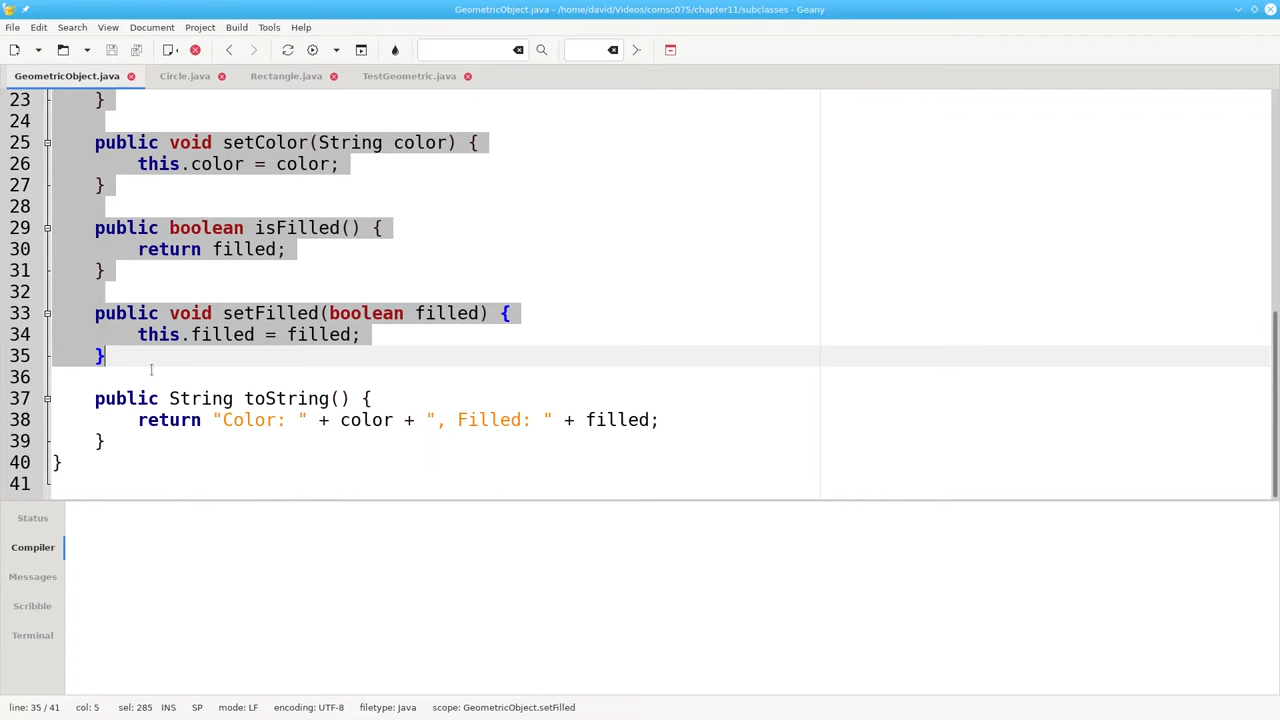 GeometricObject.java - /home/david/Videos/comsc075/chapter11/subclasses - Geany
File Edit Search View Document Project Build Tools Help
GeometricObject.java Circle.java Rectangle.java TestGeometric.java
23 }
24
25 public void setColor(String color) {
26 this.color = color;
27 }
28
29 public boolean isFilled() {
30 return filled;
31 }
32
33 public void setFilled(boolean filled) {
34 this.filled = filled;
35 }
36
37 public String toString() {
38 return "Color: " + color + ", Filled: " + filled;
39 }
40 }
41
Status
Compiler
Messages
Scribble
Terminal
line: 35 / 41 col: 5 sel: 285 INS SP mode: LF encoding: UTF-8 filetype: Java scope: GeometricObject.setFilled